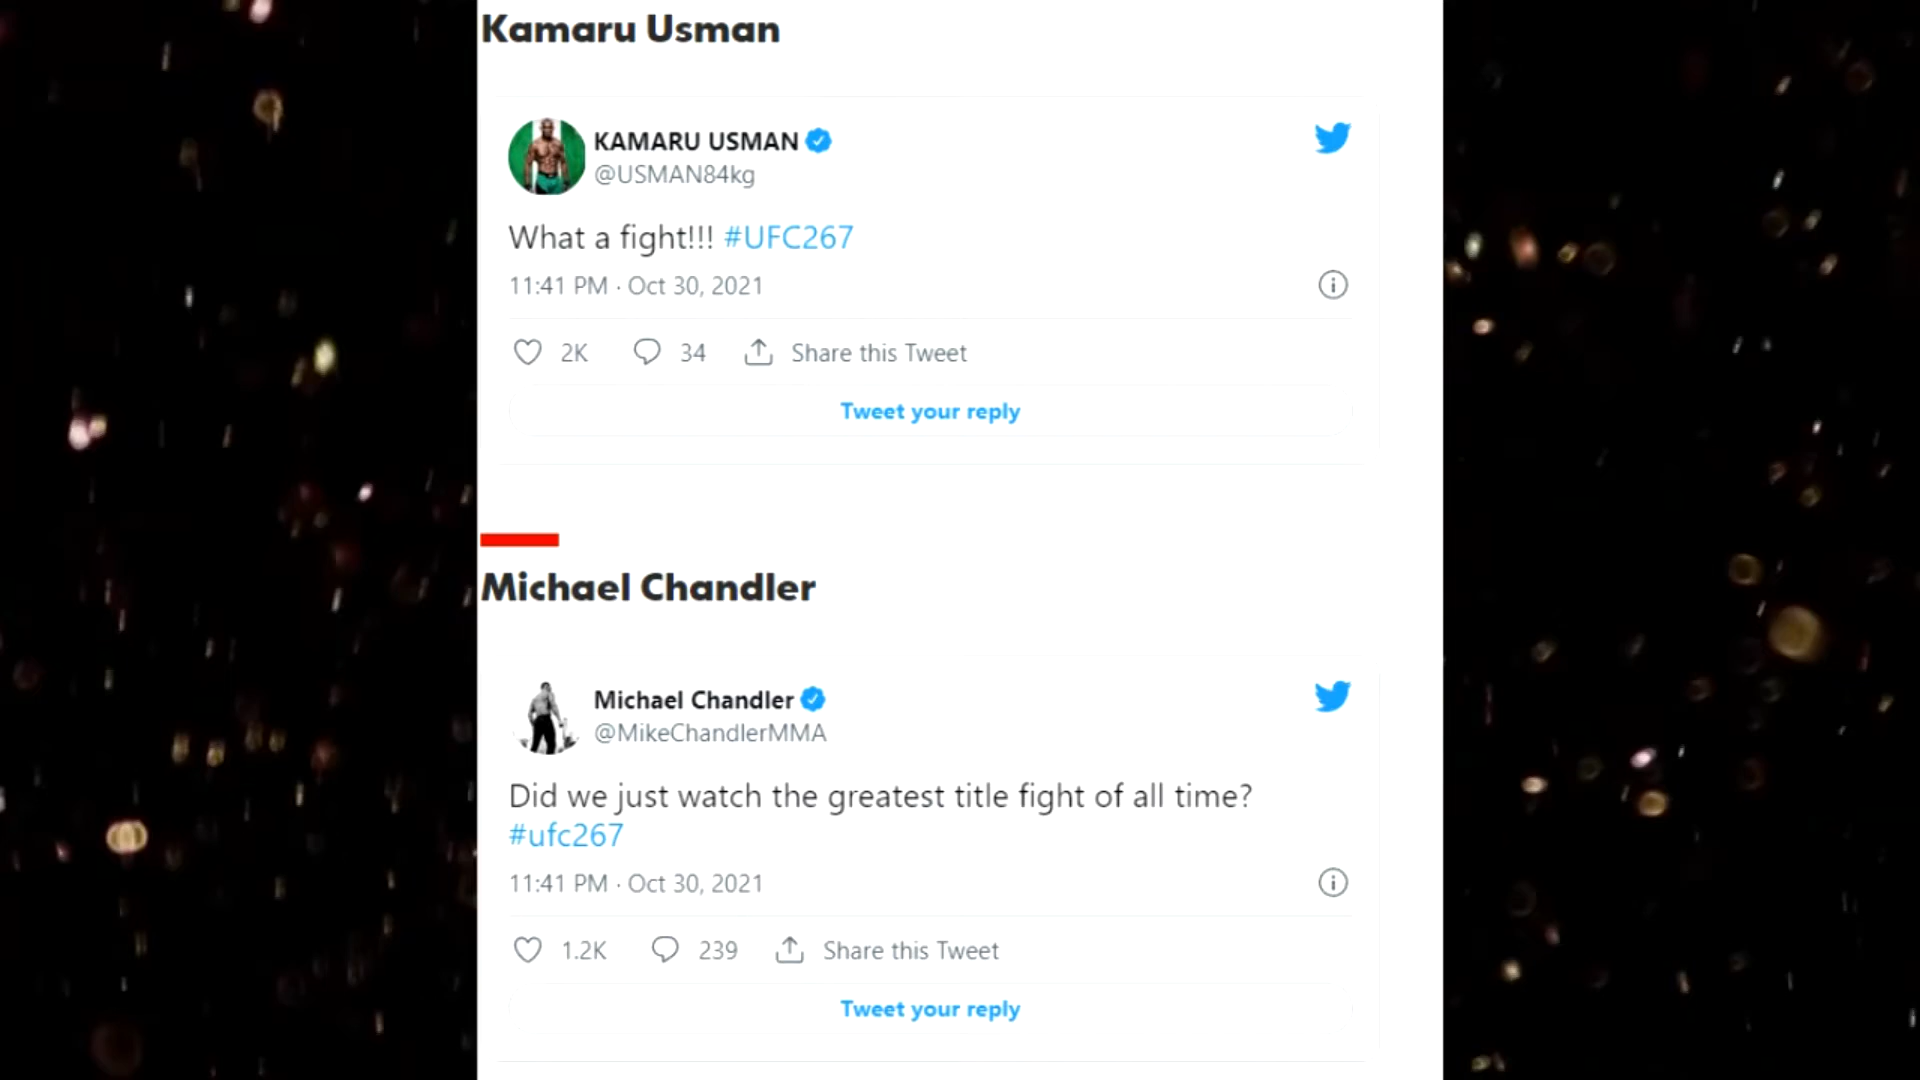 Kamaru Usman
KAMARU USMAN
@USMAN84kg
What a fight!!! #UFC267
11:41 PM · Oct 30, 2021
2K 34 Share this Tweet
Tweet your reply
Michael Chandler
Michael Chandler
@MikeChandlerMMA
Did we just watch the greatest title fight of all time?
#ufc267
11:41 PM · Oct 30, 2021
1.2K 239 Share this Tweet
Tweet your reply